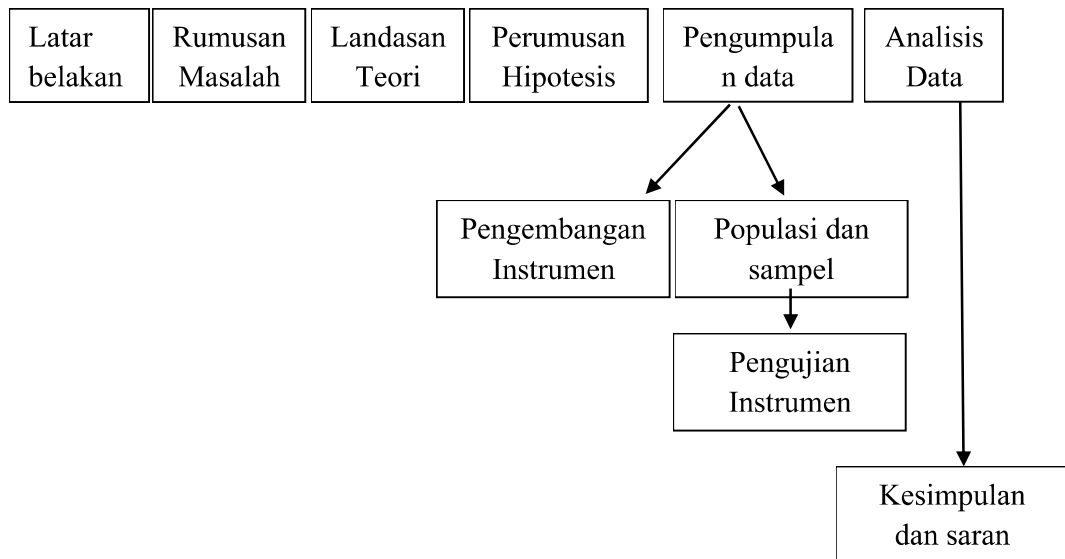 Latar
belakan
Rumusan
Masalah
Landasan
Teori
Perumusan
Hipotesis
Pengumpula
n data
Analisis
Data
Pengembangan
Instrumen
Populasi dan
sampel
Pengujian
Instrumen
Kesimpulan
dan saran